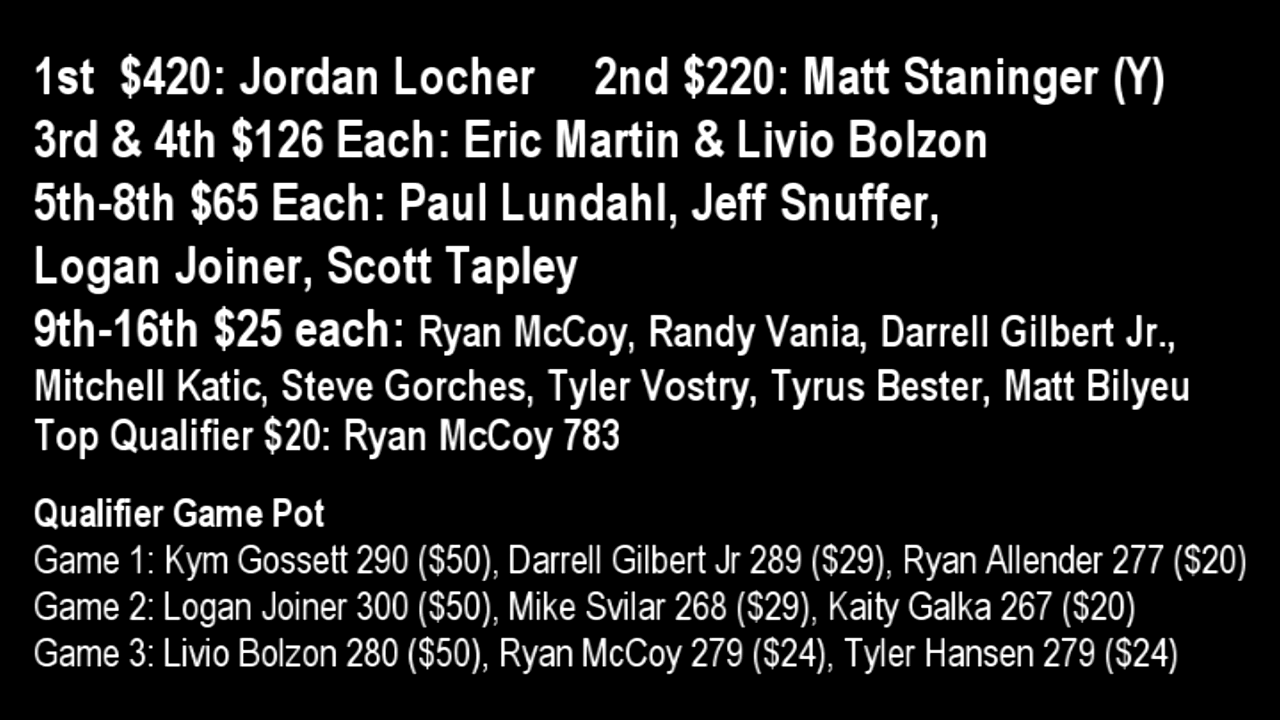 1st $420: Jordan Locher 2nd $220: Matt Staninger (Y)
3rd & 4th $126 Each: Eric Martin & Livio Bolzon
5th-8th $65 Each: Paul Lundahl, Jeff Snuffer,
Logan Joiner, Scott Tapley
9th-16th $25 each: Ryan McCoy, Randy Vania, Darrell Gilbert Jr.,
Mitchell Katic, Steve Gorches, Tyler Vostry, Tyrus Bester, Matt Bilyeu
Top Qualifier $20: Ryan McCoy 783
Qualifier Game Pot
Game 1: Kym Gossett 290 ($50), Darrell Gilbert Jr 289 ($29), Ryan Allender 277 ($20)
Game 2: Logan Joiner 300 ($50), Mike Svilar 268 ($29), Kaity Galka 267 ($20)
Game 3: Livio Bolzon 280 ($50), Ryan McCoy 279 ($24), Tyler Hansen 279 ($24)